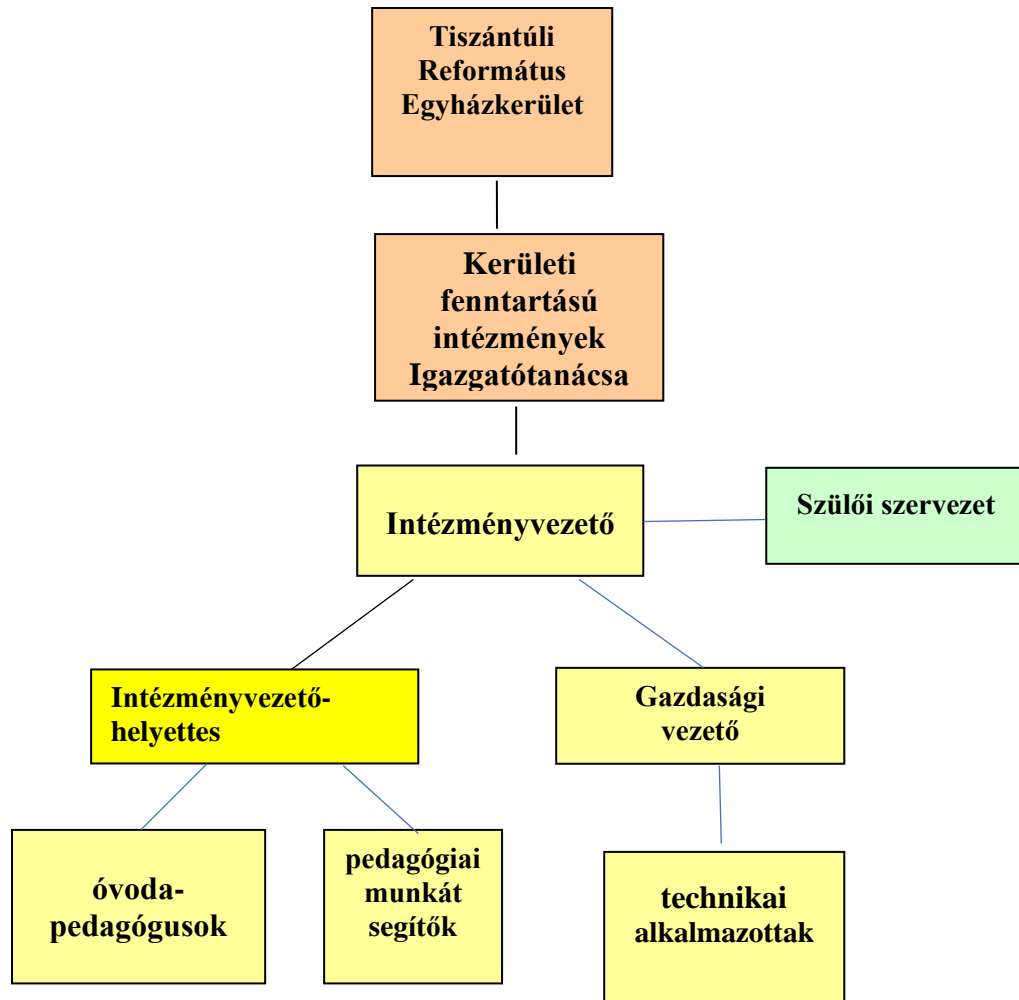 Tiszántúli
Református
Egyházkerület
Kerületi
fenntartású
intézmények
Igazgatótanácsa
Intézményvezető
Szülői szervezet
Intézményvezető-
helyettes
Gazdasági
vezető
óvoda-
pedagógusok
pedagógiai
munkát
segítők
technikai
alkalmazottak